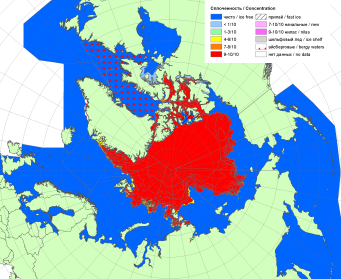 Сплоченность / Concentration
чисто / ice free
< 1/10
1-3/10
4-6/10
7-8/10
9-10/10
припай / fast ice
7-10/10 начальные / new
9-10/10 нилас / nilas
шельфовый лед / ice shelf
айсберговые / bergy waters
нет данных / no data